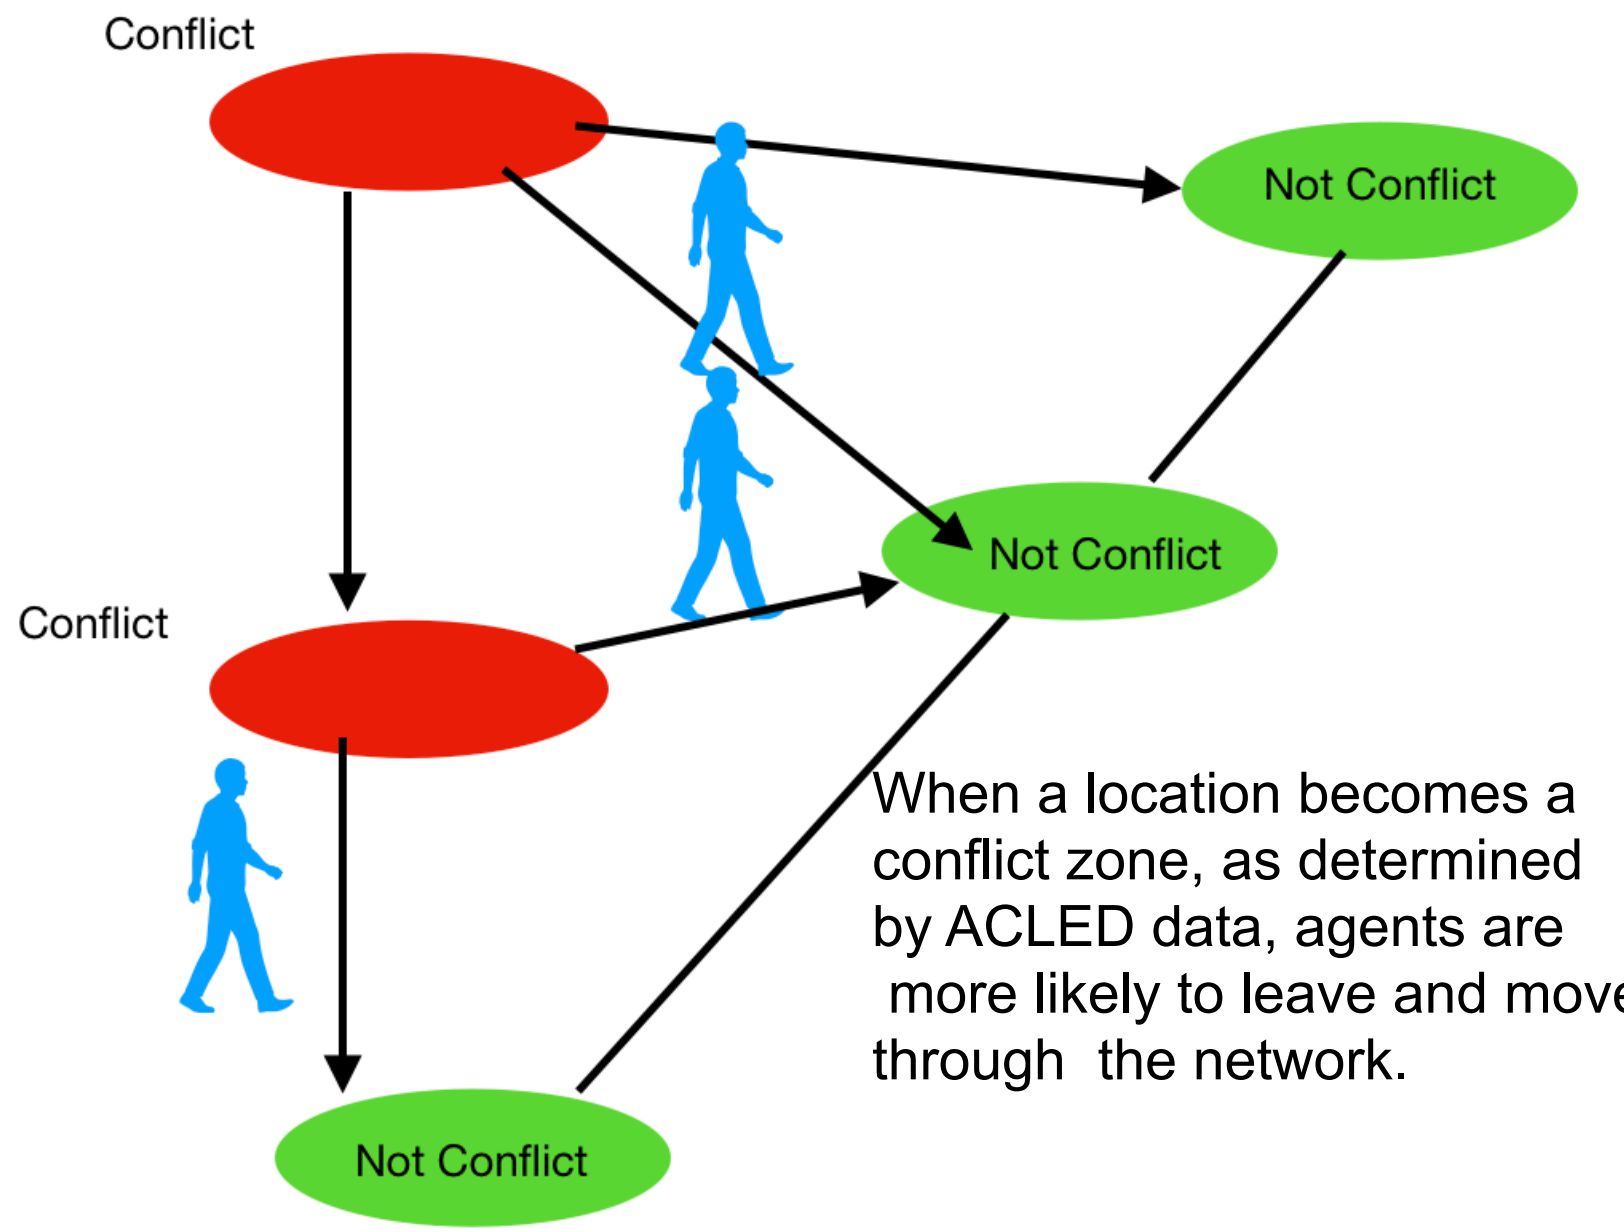 Conflict
Not Conflict
Not Conflict
Conflict
When a location becomes a
conflict zone, as determined
by ACLED data, agents are
more likely to leave and move
through  the network.
Not Conflict